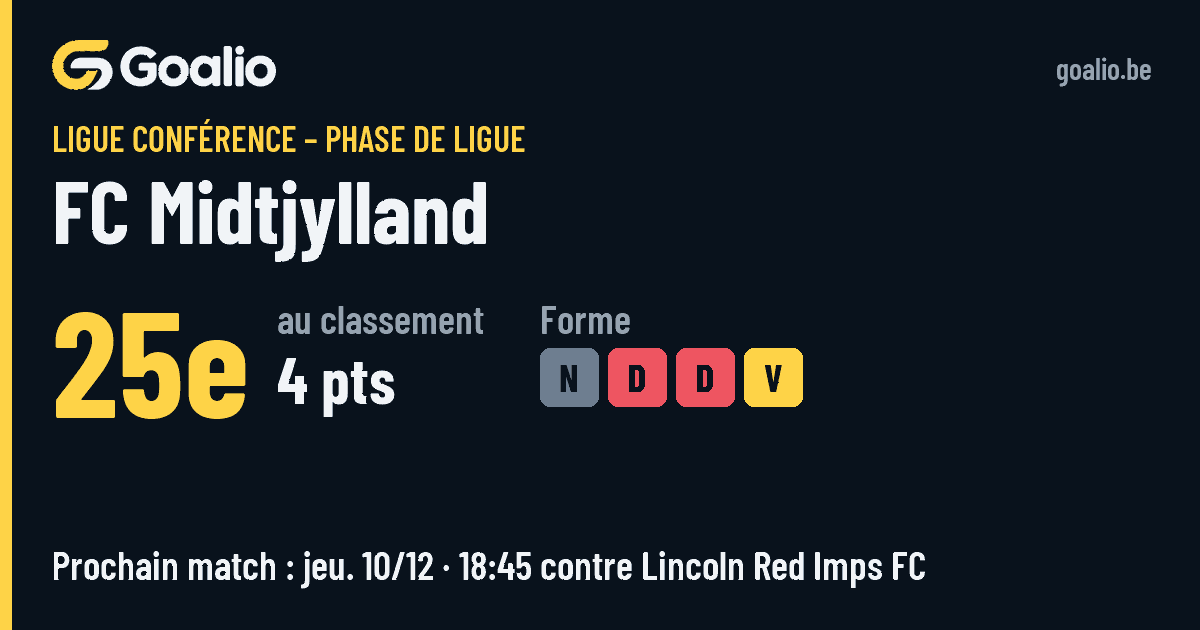 Goalio
goalio.be
LIGUE CONFÉRENCE – PHASE DE LIGUE
FC Midtjylland
25e
au classement
4 pts
Forme
N D D V
Prochain match : jeu. 10/12 · 18:45 contre Lincoln Red Imps FC